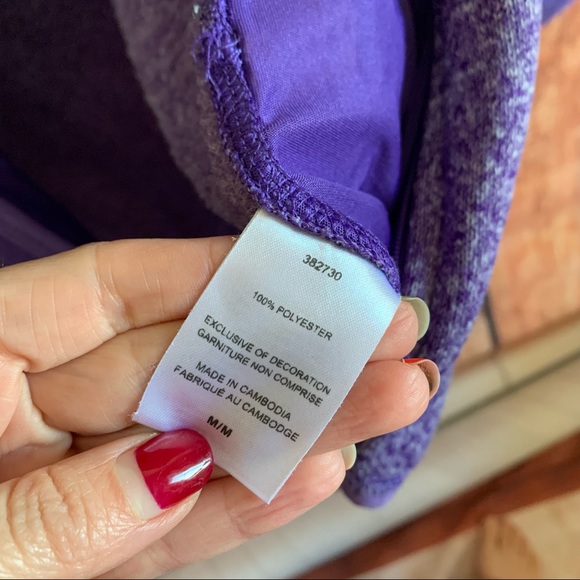 382730
100% POLYESTER
EXCLUSIVE OF DECORATION
GARNITURE NON COMPRISE
MADE IN CAMBODIA
FABRIQUÉ AU CAMBODGE
M/M